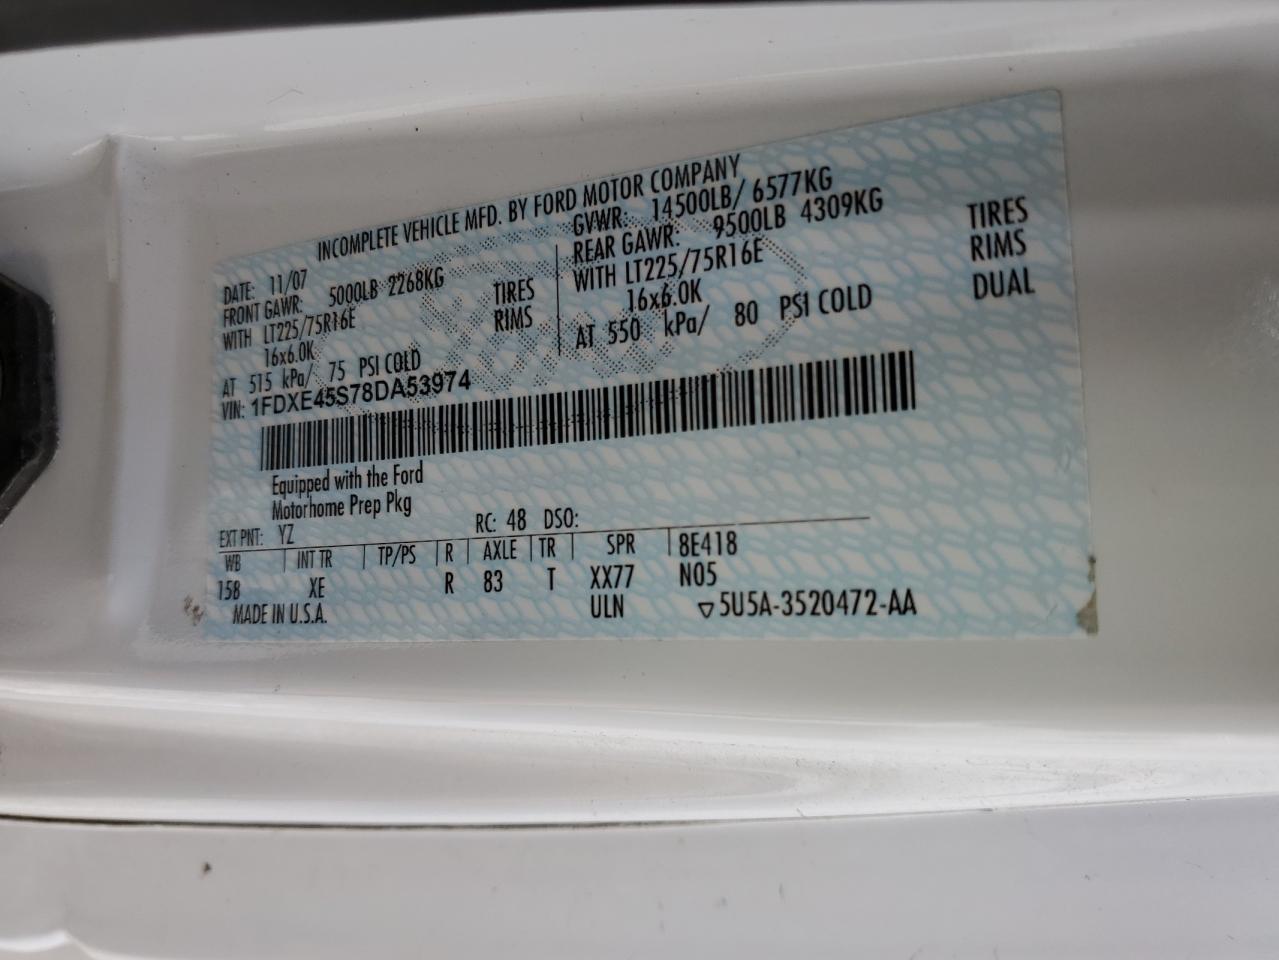 INCOMPLETE VEHICLE MFD. BY FORD MOTOR COMPANY
DATE: 11/07
FRONT GAWR: 5000LB 2268KG
WITH LT225/75R16E TIRES
16x6.0K RIMS
AT 515 kPa/ 75 PSI COLD
GVWR: 14500LB/ 6577KG
REAR GAWR: 9500LB 4309KG
WITH LT225/75R16E TIRES
16x6.0K RIMS
AT 550 kPa/ 80 PSI COLD DUAL
VIN: 1FDXE45S78DA53974
Equipped with the Ford
Motorhome Prep Pkg
EXT PNT: YZ RC: 48 DSO:
WB INT TR TP/PS R AXLE TR SPR 8E418
158 XE R 83 T XX77 N05
MADE IN U.S.A. ULN ▽5U5A-3520472-AA